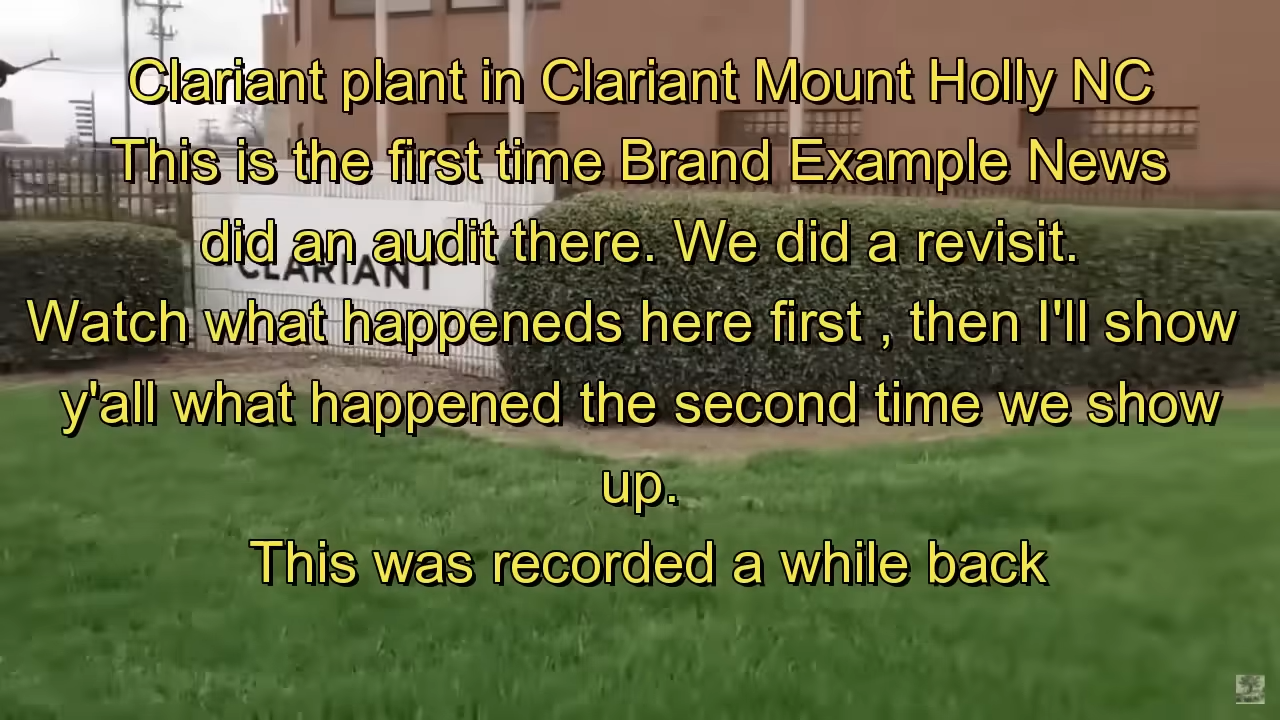 Clariant plant in Clariant Mount Holly NC
This is the first time Brand Example News
did an audit there. We did a revisit.
CLARIANT
Watch what happeneds here first , then I'll show
y'all what happened the second time we show
up.
This was recorded a while back